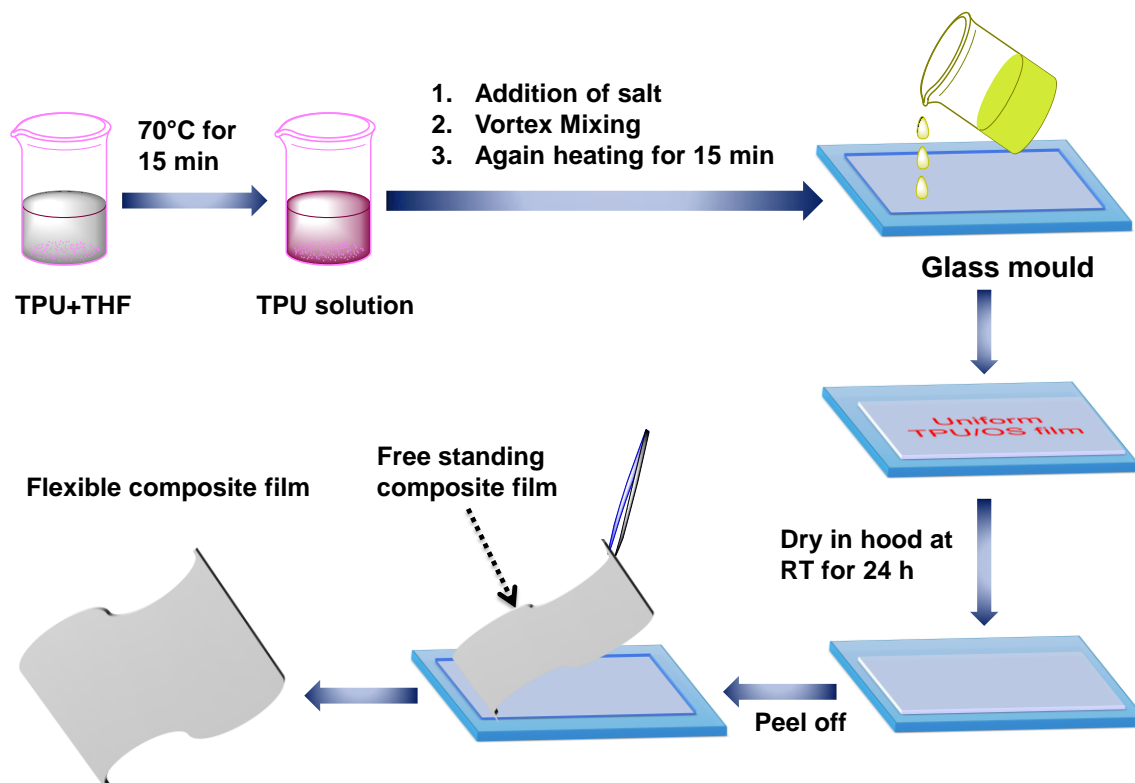 70°C for
15 min
1. Addition of salt
2. Vortex Mixing
3. Again heating for 15 min
TPU+THF
TPU solution
Glass mould
Uniform
TPU/OS film
Dry in hood at
RT for 24 h
Peel off
Free standing
composite film
Flexible composite film